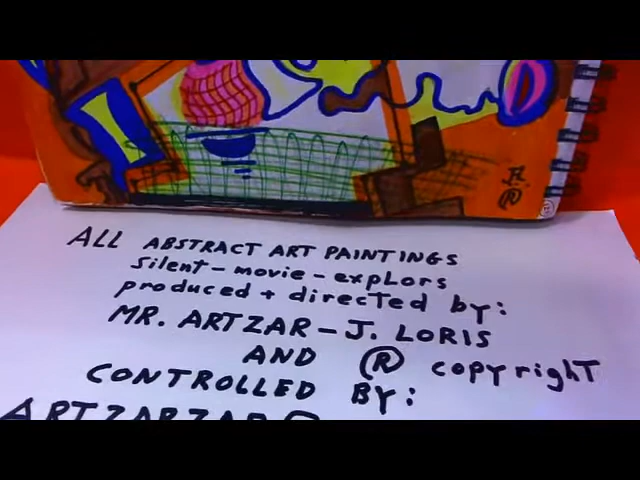 ALL ABSTRACT ART PAINTINGS
silent-movie-explors
produced + directed by:
MR. ARTZAR-J. LORIS
AND ® copyright
CONTROLLED BY: